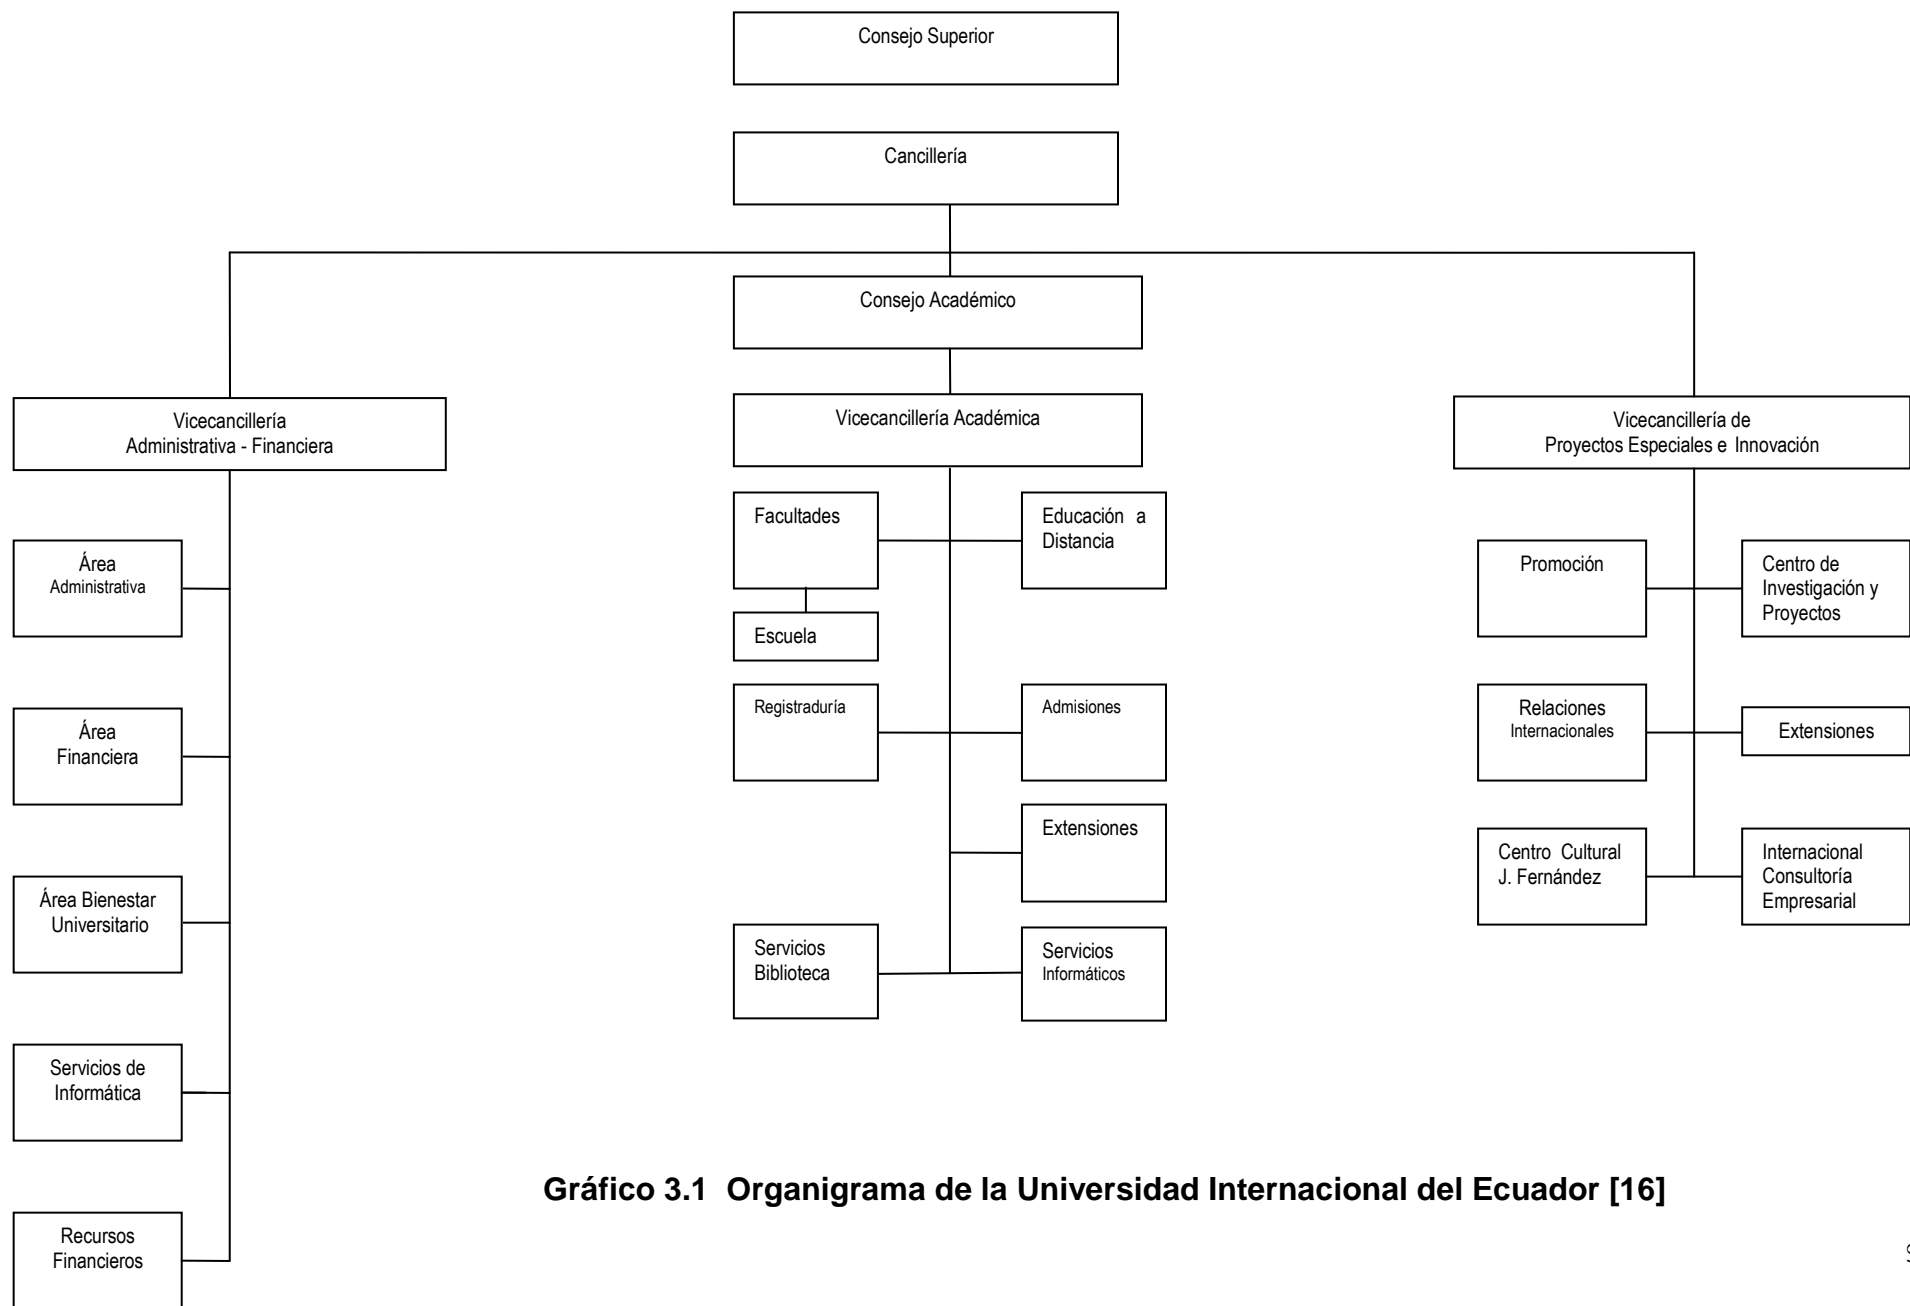 Consejo Superior
Cancillería
Consejo Académico
Vicecancillería
Administrativa - Financiera
Vicecancillería Académica
Vicecancillería de
Proyectos Especiales e Innovación
Área
Administrativa
Área
Financiera
Área Bienestar
Universitario
Servicios de
Informática
Recursos
Financieros
Facultades
Educación a
Distancia
Escuela
Registraduría
Admisiones
Extensiones
Servicios
Biblioteca
Servicios
Informáticos
Promoción
Centro de
Investigación y
Proyectos
Relaciones
Internacionales
Extensiones
Centro Cultural
J. Fernández
Internacional
Consultoría
Empresarial
Gráfico 3.1 Organigrama de la Universidad Internacional del Ecuador [16]